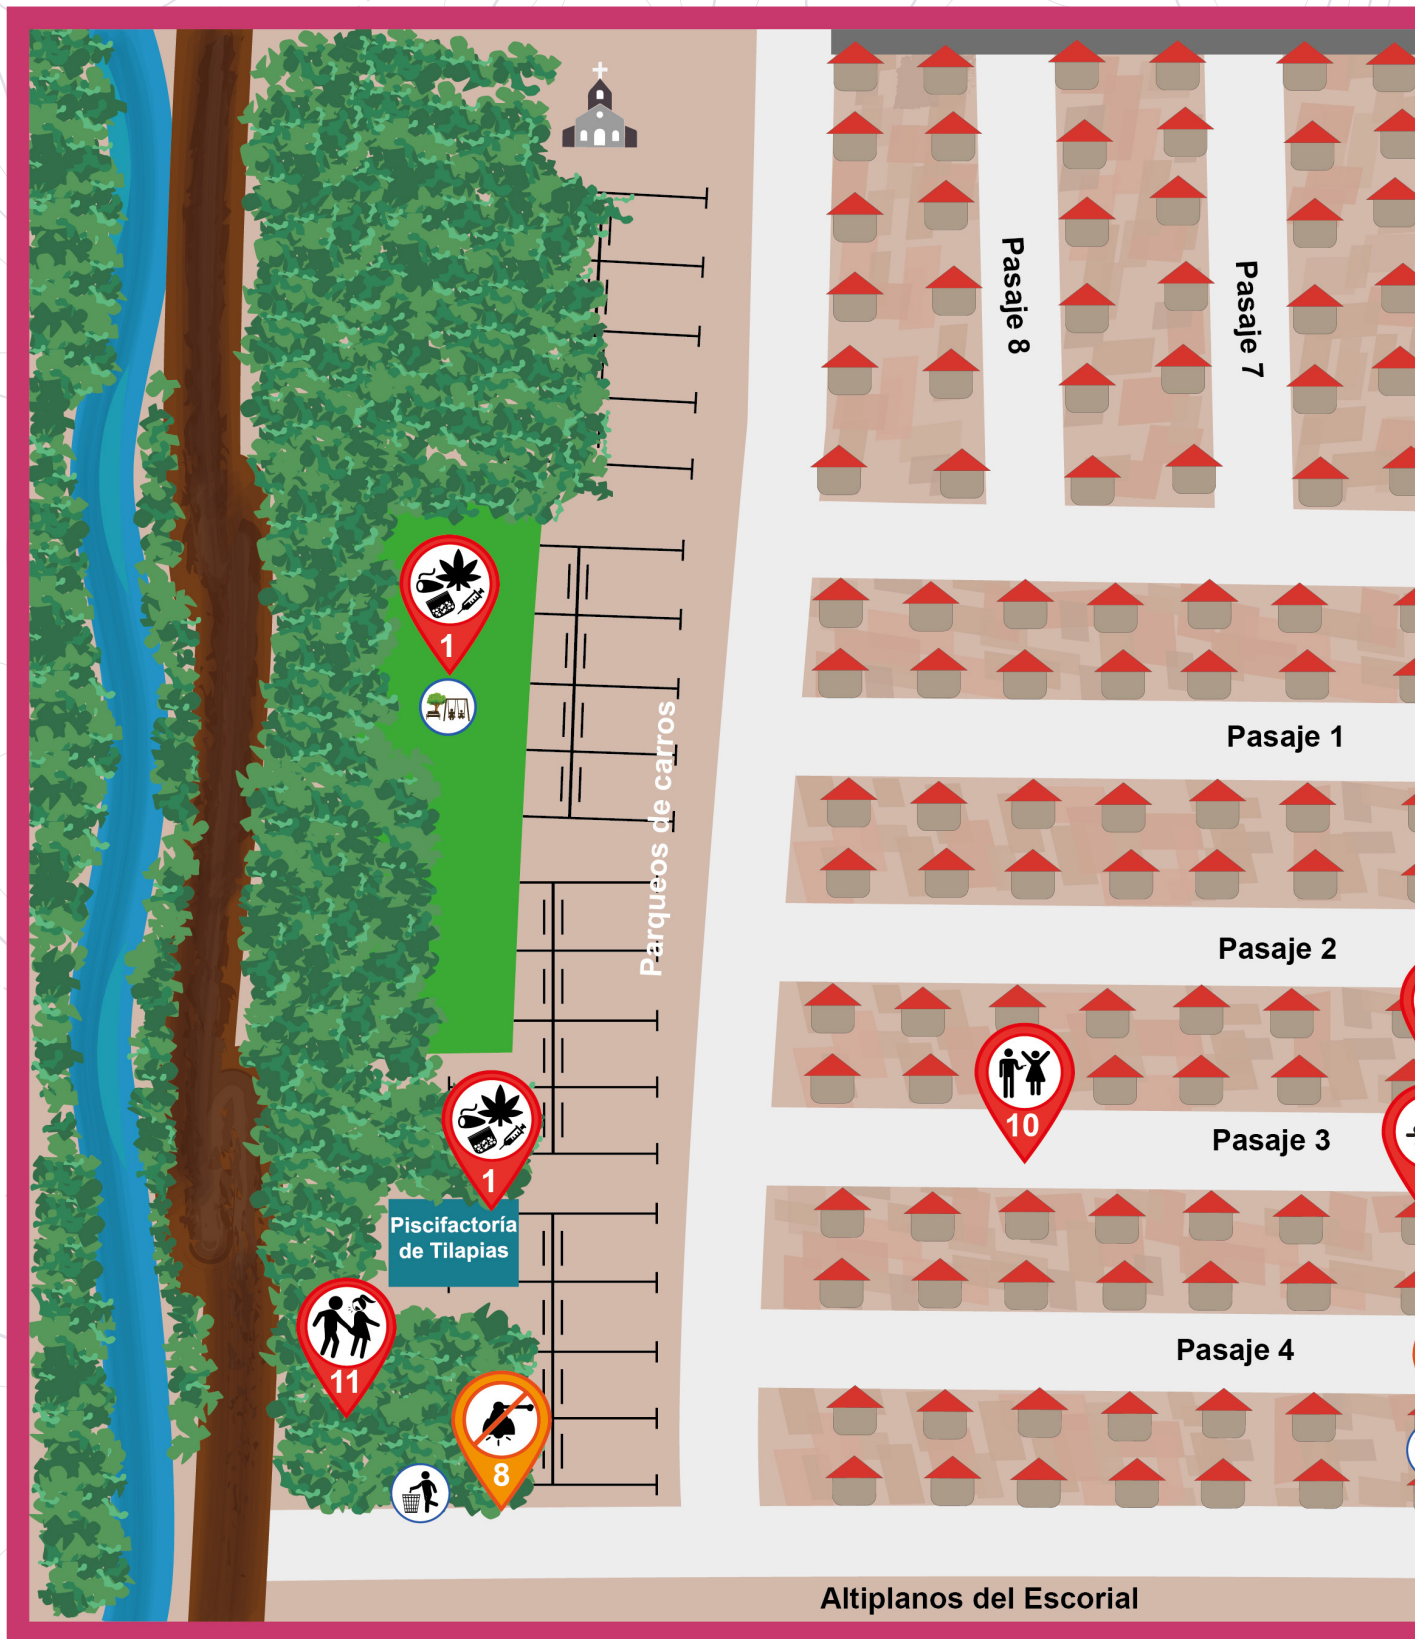 Pasaje 8
Pasaje 7
1
Pasaje 1
Parqueos de carros
Pasaje 2
10
Pasaje 3
1
Piscifactoría
de Tilapias
11
Pasaje 4
8
Altiplanos del Escorial